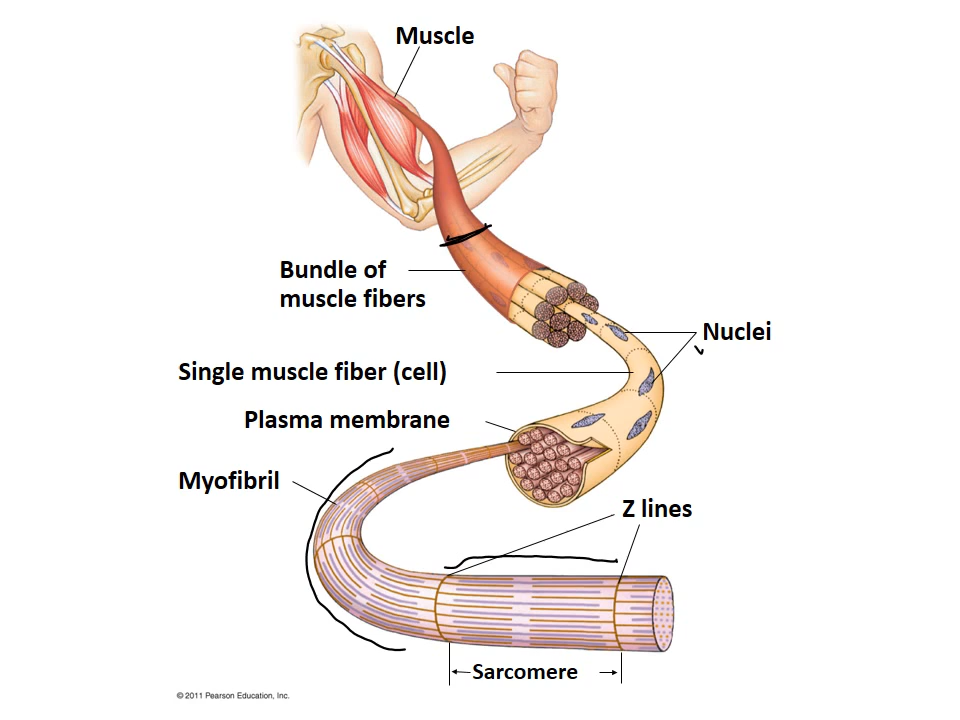 Muscle
Bundle of
muscle fibers
Nuclei
Single muscle fiber (cell)
Plasma membrane
Myofibril
Z lines
Sarcomere
© 2011 Pearson Education, Inc.